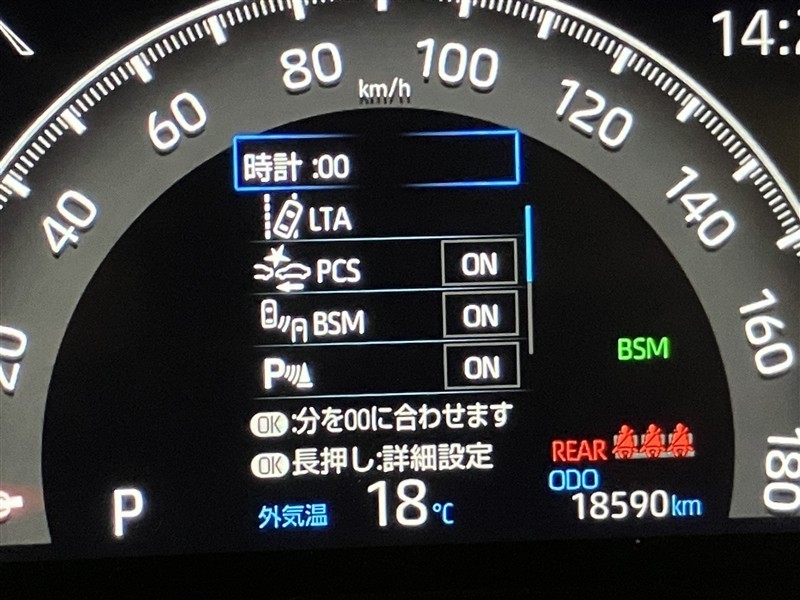 14:2
20
40
60
80
100
120
140
160
180
km/h
時計 :00
LTA
PCS ON
BSM ON
P ON
BSM
OK:分を00に合わせます
OK長押し:詳細設定
REAR
ODO
18590km
P
外気温 18℃